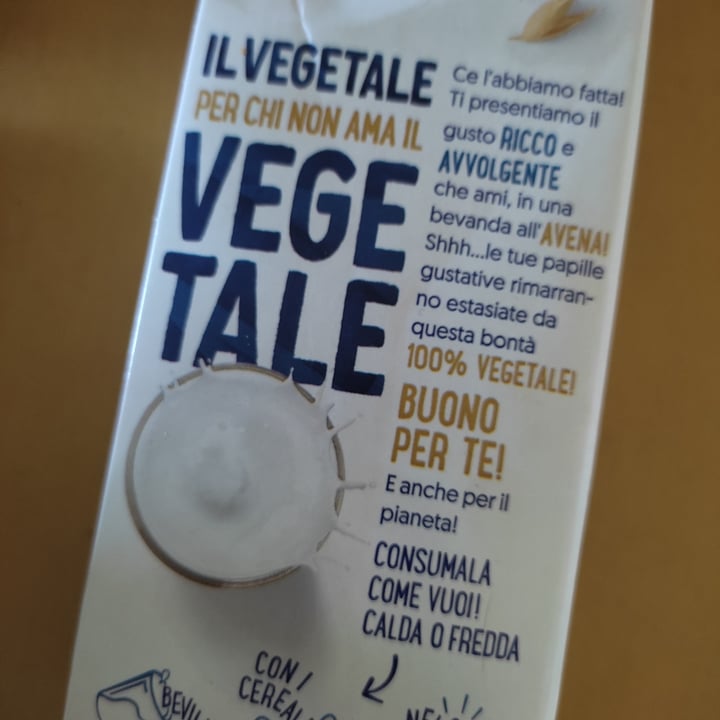 IL VEGETALE
PER CHI NON AMA IL
VEGE
TALE
Ce l'abbiamo fatta!
Ti presentiamo il
gusto RICCO e
AVVOLGENTE
che ami, in una
bevanda all'AVENA!
Shhh...le tue papille
gustative rimarran-
no estasiate da
questa bontà
100% VEGETALE!
BUONO
PER TE!
E anche per il
pianeta!
CONSUMALA
COME VUOI!
CALDA O FREDDA
CON I